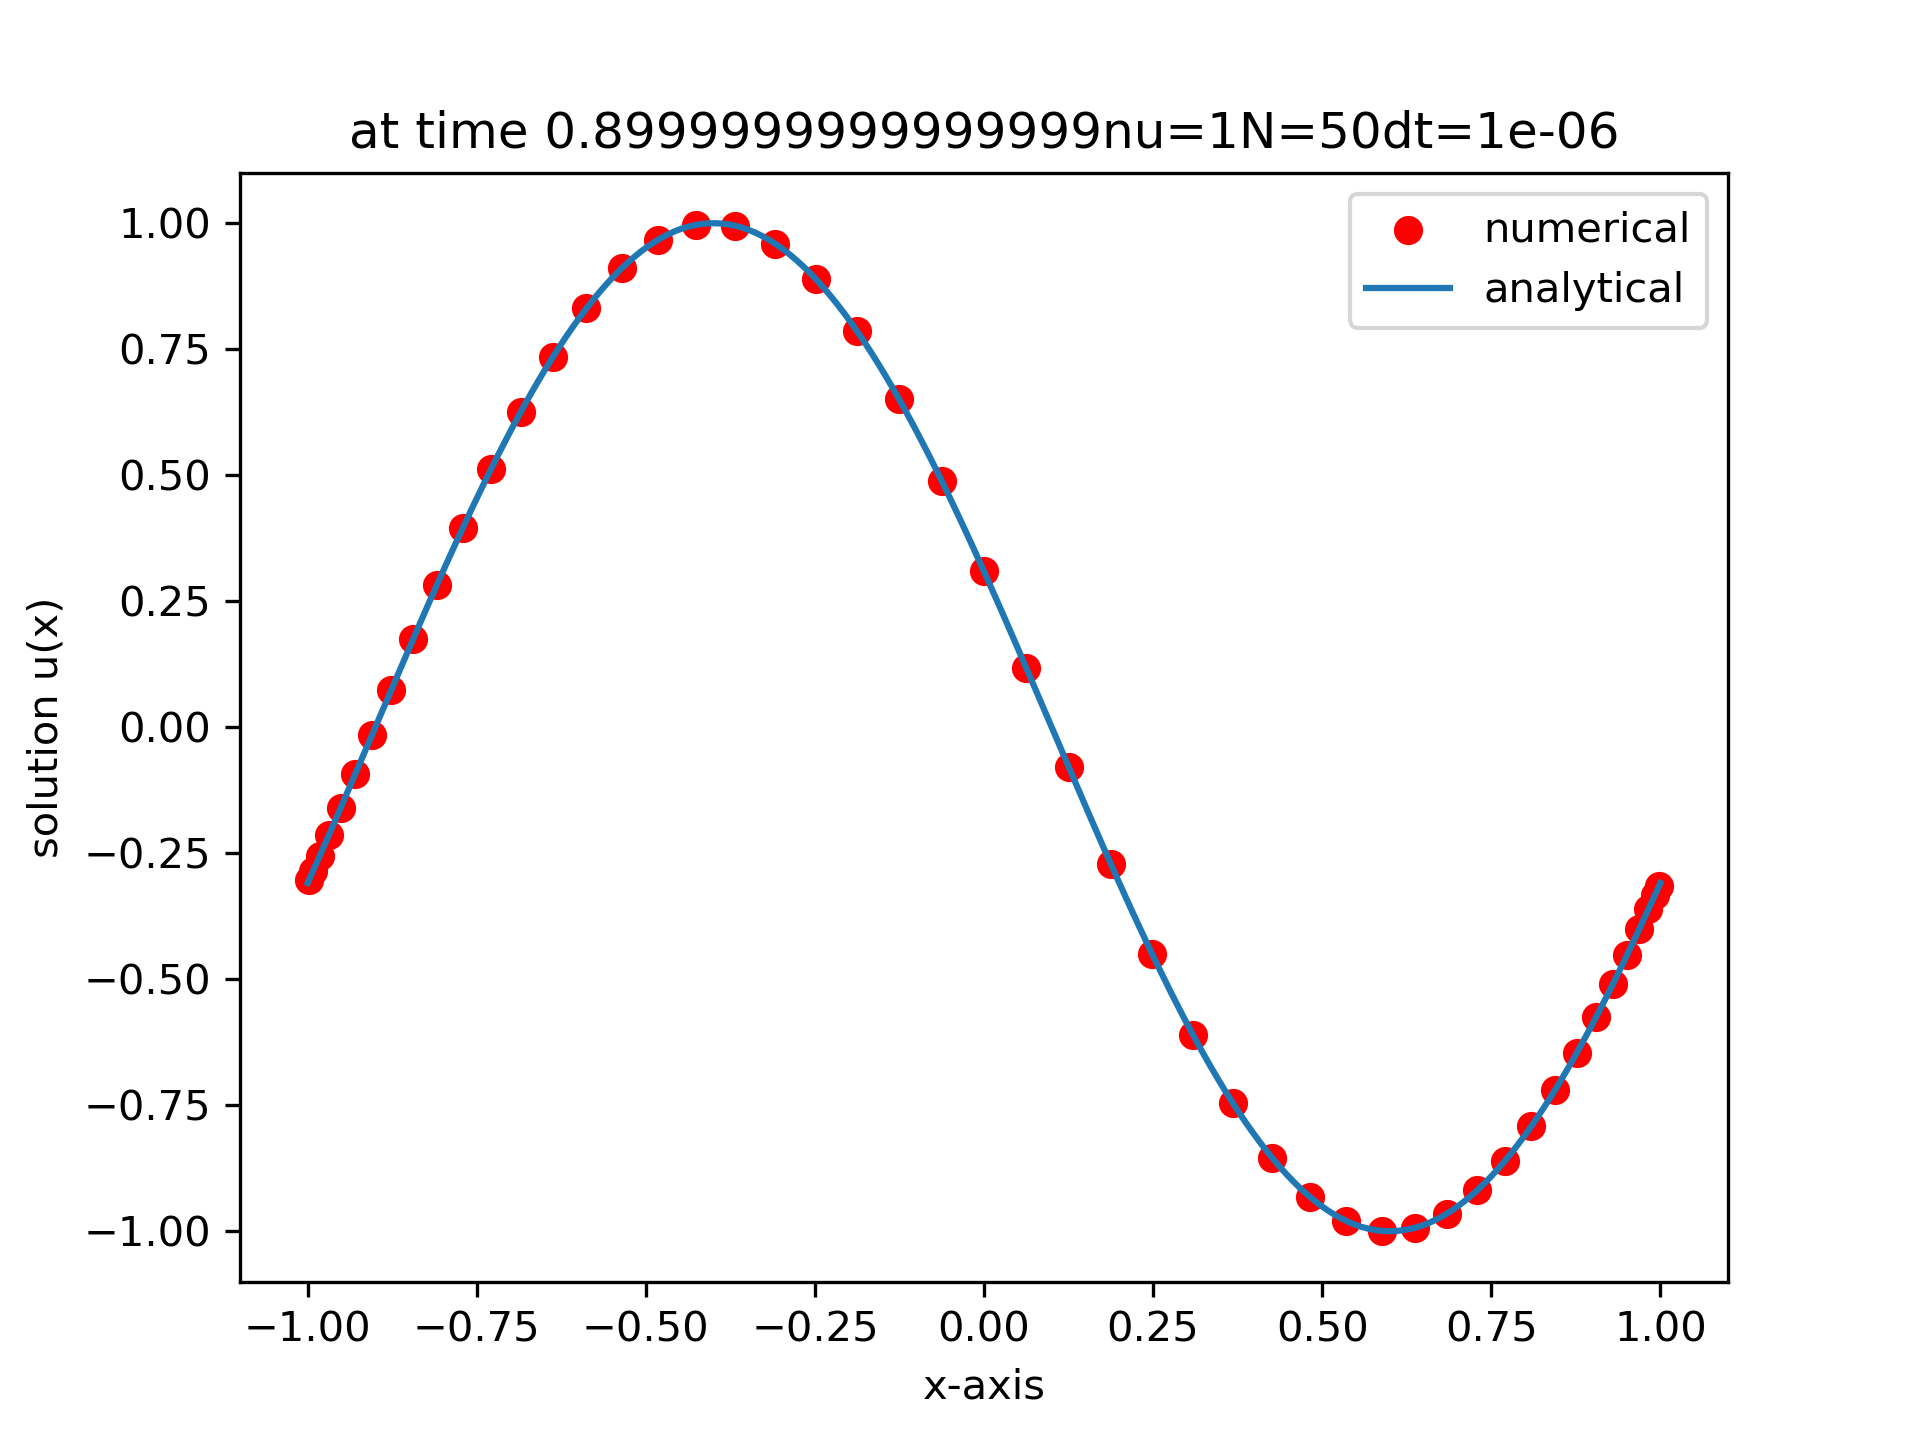 at time 0.8999999999999999nu=1N=50dt=1e-06
numerical
analytical
solution u(x)
1.00
0.75
0.50
0.25
0.00
−0.25
−0.50
−0.75
−1.00
−1.00 −0.75 −0.50 −0.25 0.00 0.25 0.50 0.75 1.00
x-axis